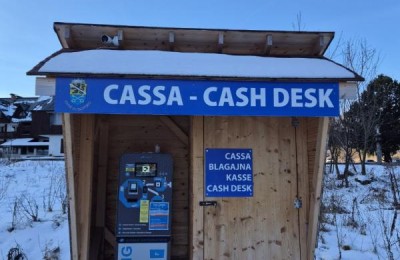 CASSA - CASH DESK
CASSA
BLAGAJNA
KASSE
CASH DESK